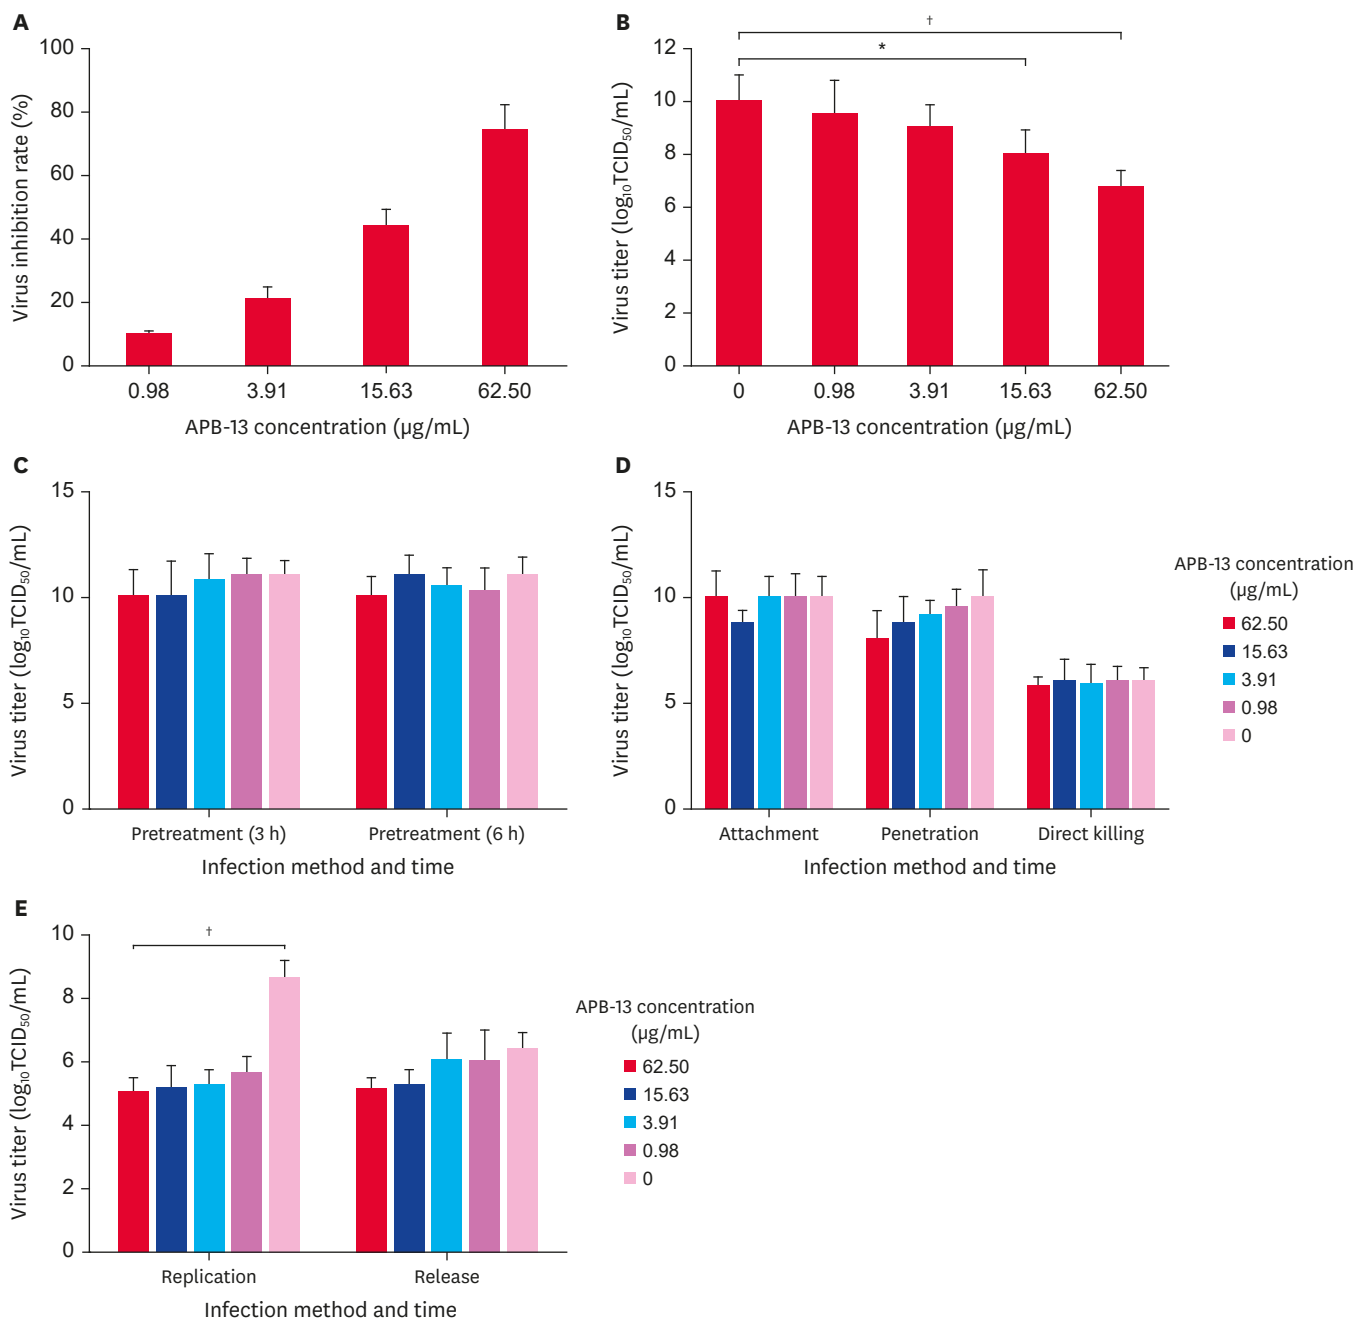 A
Virus inhibition rate (%)
100
80
60
40
20
0
0.98 3.91 15.63 62.50
APB-13 concentration (µg/mL)
B
†
*
Virus titer (log₁₀TCID₅₀/mL)
12
10
8
6
4
2
0
0 0.98 3.91 15.63 62.50
APB-13 concentration (µg/mL)
C
Virus titer (log₁₀TCID₅₀/mL)
15
10
5
0
Pretreatment (3 h) Pretreatment (6 h)
Infection method and time
D
Virus titer (log₁₀TCID₅₀/mL)
15
10
5
0
Attachment Penetration Direct killing
Infection method and time
APB-13 concentration
(µg/mL)
62.50
15.63
3.91
0.98
0
E
†
Virus titer (log₁₀TCID₅₀/mL)
10
8
6
4
2
0
Replication Release
Infection method and time
APB-13 concentration
(µg/mL)
62.50
15.63
3.91
0.98
0